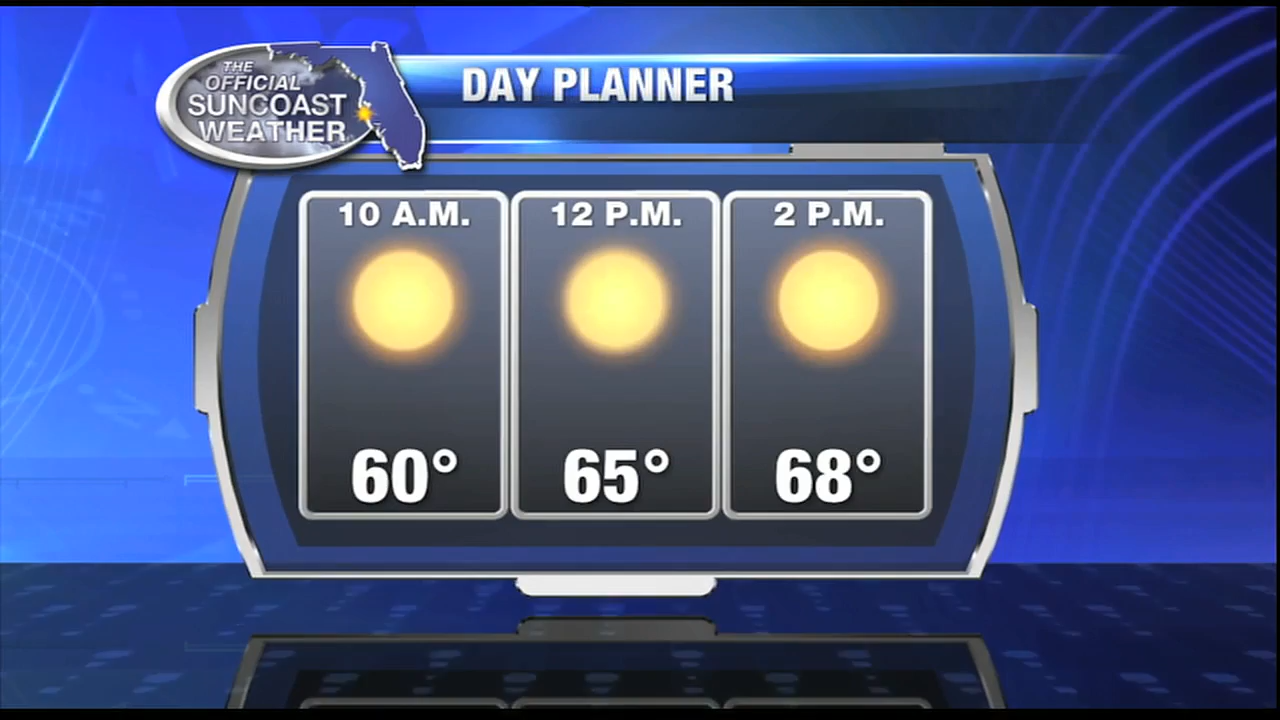 THE
OFFICIAL
SUNCOAST
WEATHER
DAY PLANNER
10 A.M.
12 P.M.
2 P.M.
60°
65°
68°